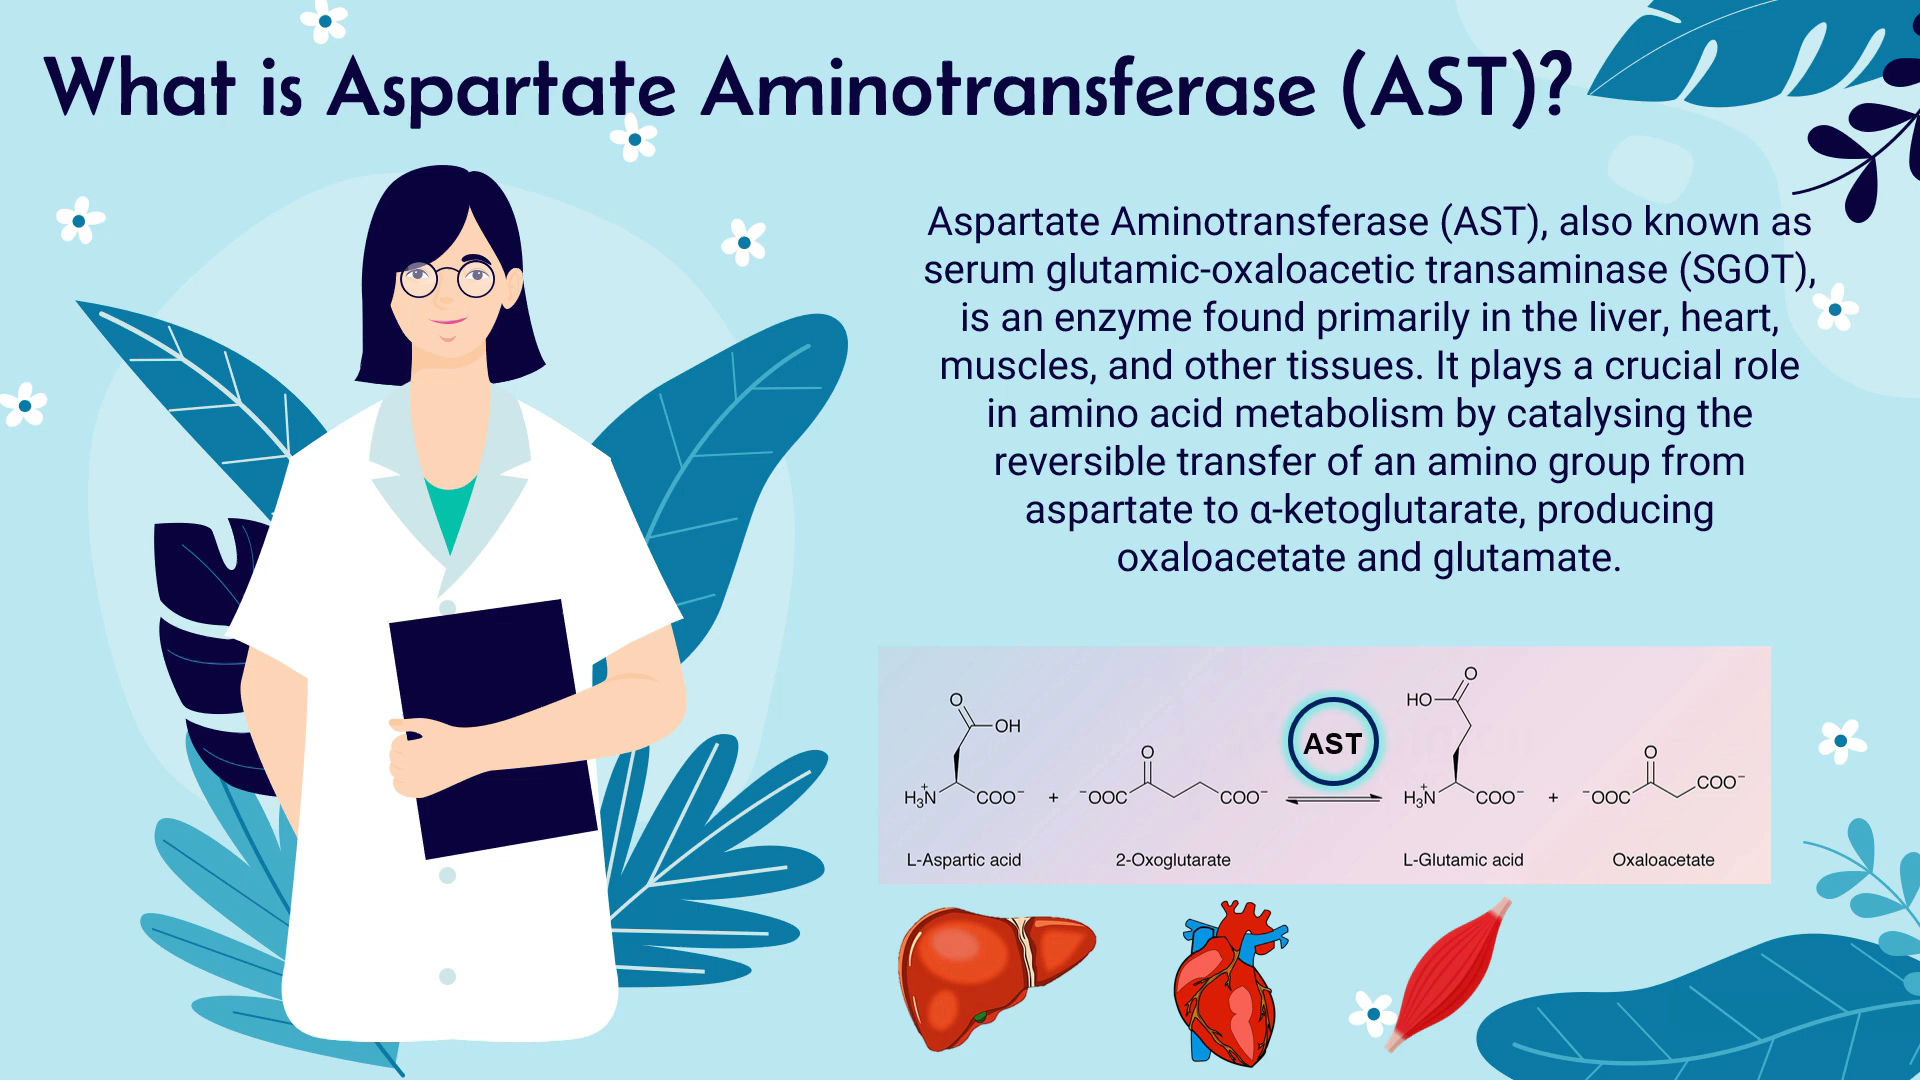 What is Aspartate Aminotransferase (AST)?
Aspartate Aminotransferase (AST), also known as
serum glutamic-oxaloacetic transaminase (SGOT),
is an enzyme found primarily in the liver, heart,
muscles, and other tissues. It plays a crucial role
in amino acid metabolism by catalysing the
reversible transfer of an amino group from
aspartate to α-ketoglutarate, producing
oxaloacetate and glutamate.
O
OH
H₃N⁺
COO⁻
+
O
⁻OOC
COO⁻
AST
O
HO
H₃N⁺
COO⁻
+
O
⁻OOC
COO⁻
L-Aspartic acid
2-Oxoglutarate
L-Glutamic acid
Oxaloacetate